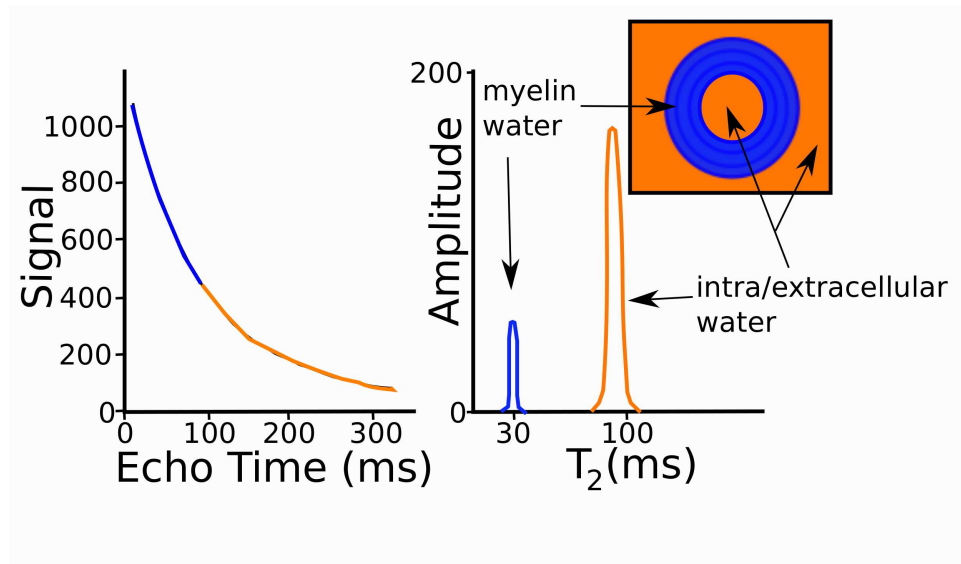 1000
800
600
400
200
0
Signal
0 100 200 300
Echo Time (ms)
200
0
Amplitude
myelin
water
intra/extracellular
water
30 100
T2(ms)